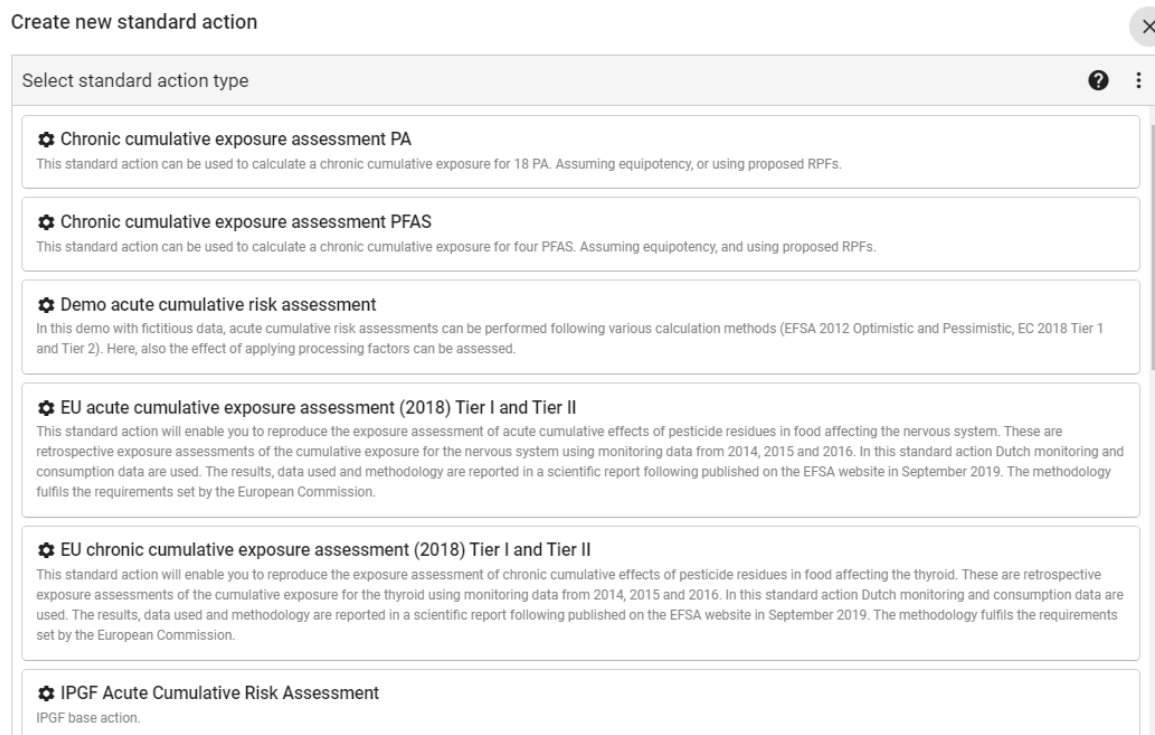 Create new standard action
Select standard action type
Chronic cumulative exposure assessment PA
This standard action can be used to calculate a chronic cumulative exposure for 18 PA. Assuming equipotency, or using proposed RPFs.
Chronic cumulative exposure assessment PFAS
This standard action can be used to calculate a chronic cumulative exposure for four PFAS. Assuming equipotency, and using proposed RPFs.
Demo acute cumulative risk assessment
In this demo with fictitious data, acute cumulative risk assessments can be performed following various calculation methods (EFSA 2012 Optimistic and Pessimistic, EC 2018 Tier 1
and Tier 2). Here, also the effect of applying processing factors can be assessed.
EU acute cumulative exposure assessment (2018) Tier I and Tier II
This standard action will enable you to reproduce the exposure assessment of acute cumulative effects of pesticide residues in food affecting the nervous system. These are
retrospective exposure assessments of the cumulative exposure for the nervous system using monitoring data from 2014, 2015 and 2016. In this standard action Dutch monitoring and
consumption data are used. The results, data used and methodology are reported in a scientific report following published on the EFSA website in September 2019. The methodology
fulfils the requirements set by the European Commission.
EU chronic cumulative exposure assessment (2018) Tier I and Tier II
This standard action will enable you to reproduce the exposure assessment of chronic cumulative effects of pesticide residues in food affecting the thyroid. These are retrospective
exposure assessments of the cumulative exposure for the thyroid using monitoring data from 2014, 2015 and 2016. In this standard action Dutch monitoring and consumption data are
used. The results, data used and methodology are reported in a scientific report following published on the EFSA website in September 2019. The methodology fulfils the requirements
set by the European Commission.
IPGF Acute Cumulative Risk Assessment
IPGF base action.